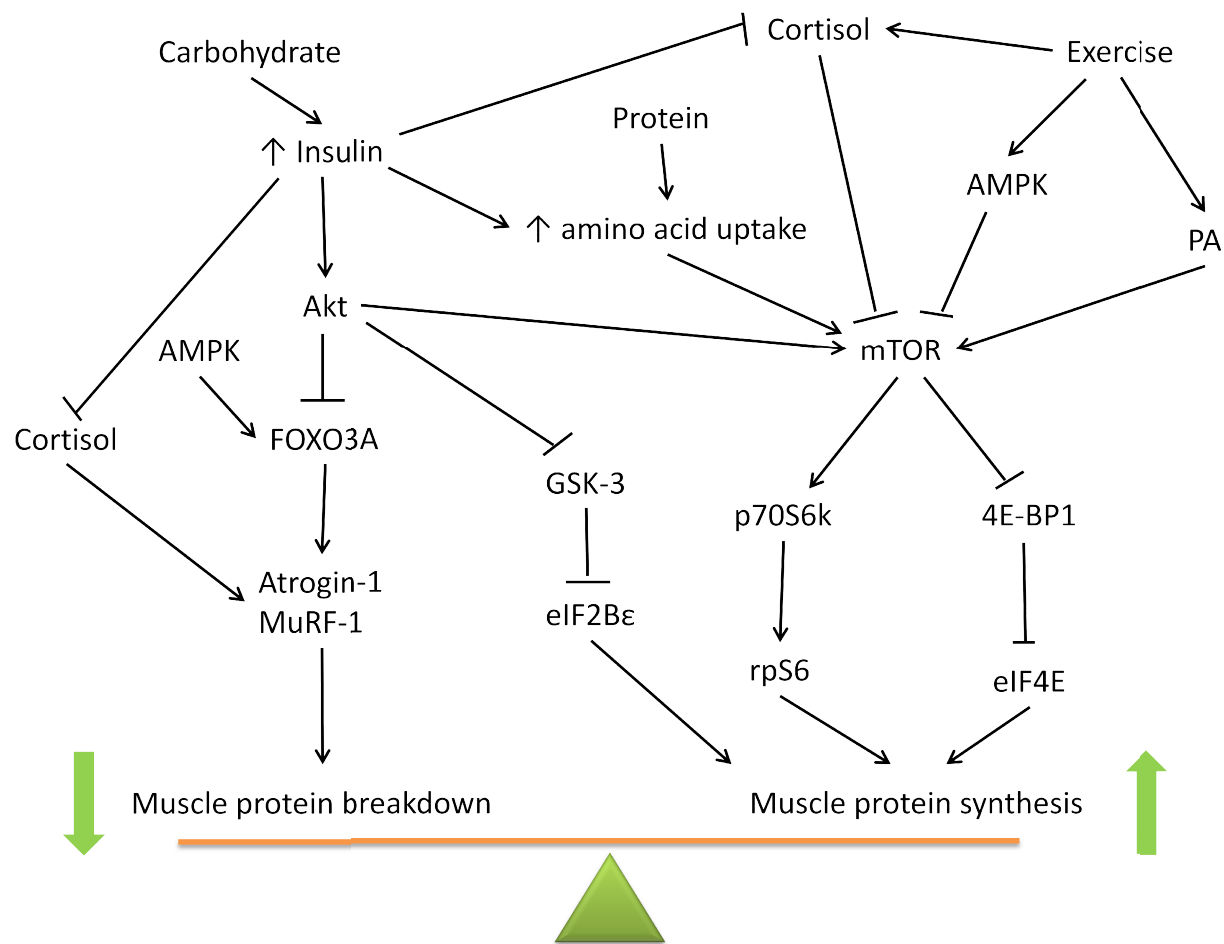 Cortisol
Carbohydrate
Exercise
Protein
↑ Insulin
AMPK
↑ amino acid uptake
PA
Akt
AMPK
mTOR
Cortisol
FOXO3A
GSK-3
p70S6k
4E-BP1
Atrogin-1
MuRF-1
eIF2Bε
rpS6
eIF4E
Muscle protein breakdown
Muscle protein synthesis